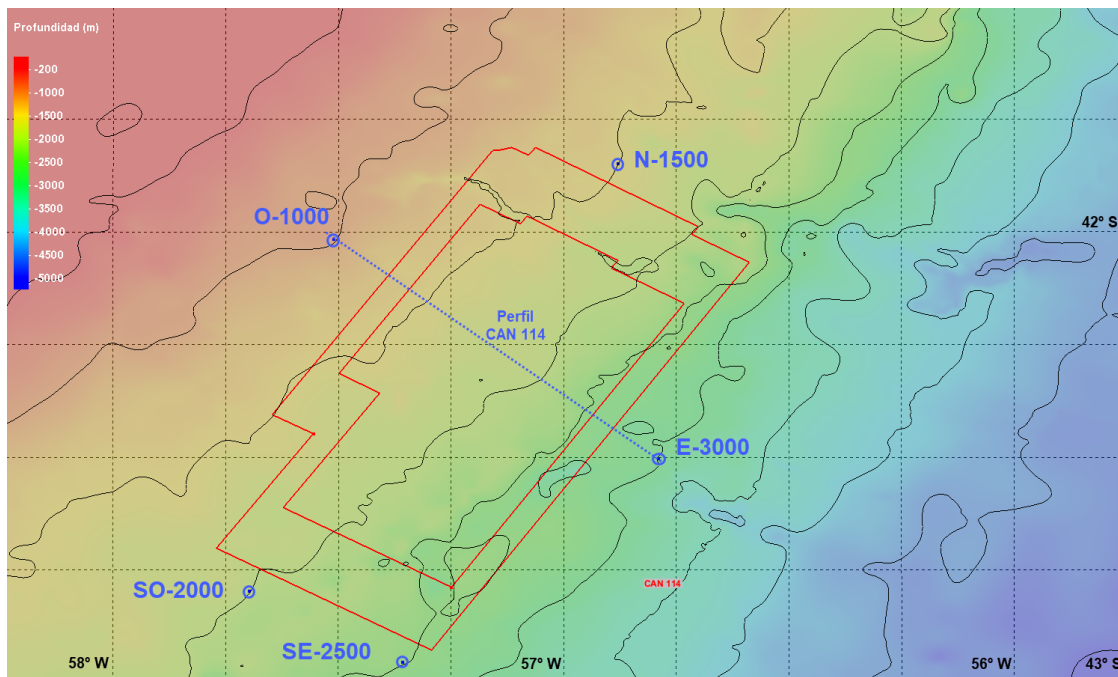 Profundidad (m)
-200
-1000
-1500
-2000
-2500
-3000
-3500
-4000
-4500
-5000
N-1500
O-1000
42° S
Perfil
CAN 114
E-3000
CAN 114
SO-2000
SE-2500
58° W
57° W
56° W
43° S